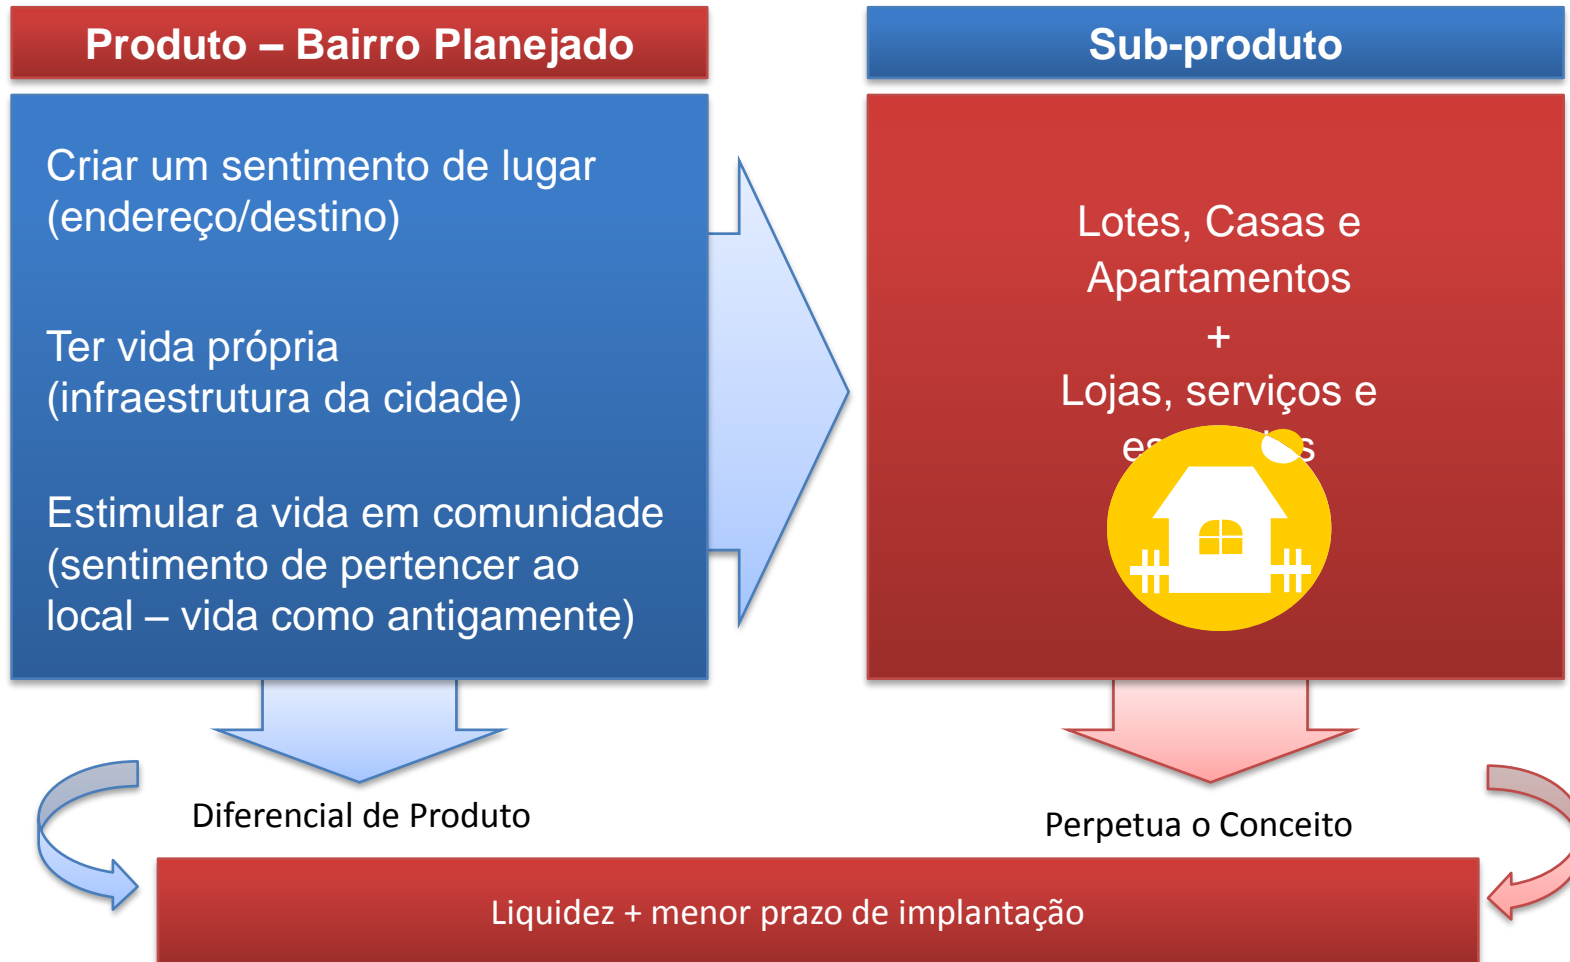 Produto – Bairro Planejado
Criar um sentimento de lugar
(endereço/destino)
Ter vida própria
(infraestrutura da cidade)
Estimular a vida em comunidade
(sentimento de pertencer ao
local – vida como antigamente)
Sub-produto
Lotes, Casas e
Apartamentos
+
Lojas, serviços e
Diferencial de Produto
Perpetua o Conceito
Liquidez + menor prazo de implantação